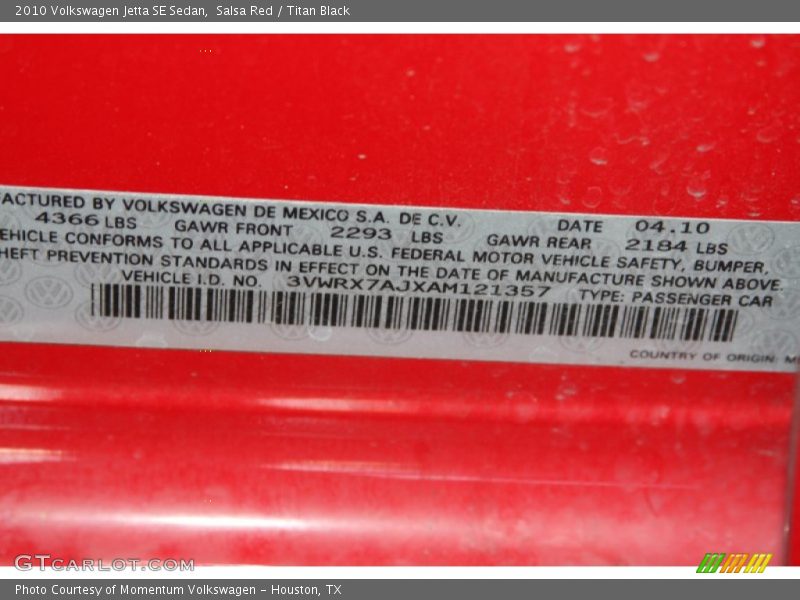 2010 Volkswagen Jetta SE Sedan, Salsa Red / Titan Black
ACTURED BY VOLKSWAGEN DE MEXICO S.A. DE C.V. DATE 04.10
4366 LBS GAWR FRONT 2293 LBS GAWR REAR 2184 LBS
EHICLE CONFORMS TO ALL APPLICABLE U.S. FEDERAL MOTOR VEHICLE SAFETY, BUMPER,
HEFT PREVENTION STANDARDS IN EFFECT ON THE DATE OF MANUFACTURE SHOWN ABOVE.
VEHICLE I.D. NO. 3VWRX7AJXAM121357 TYPE: PASSENGER CAR
COUNTRY OF ORIGIN: M
GTCARLOT.COM
Photo Courtesy of Momentum Volkswagen - Houston, TX